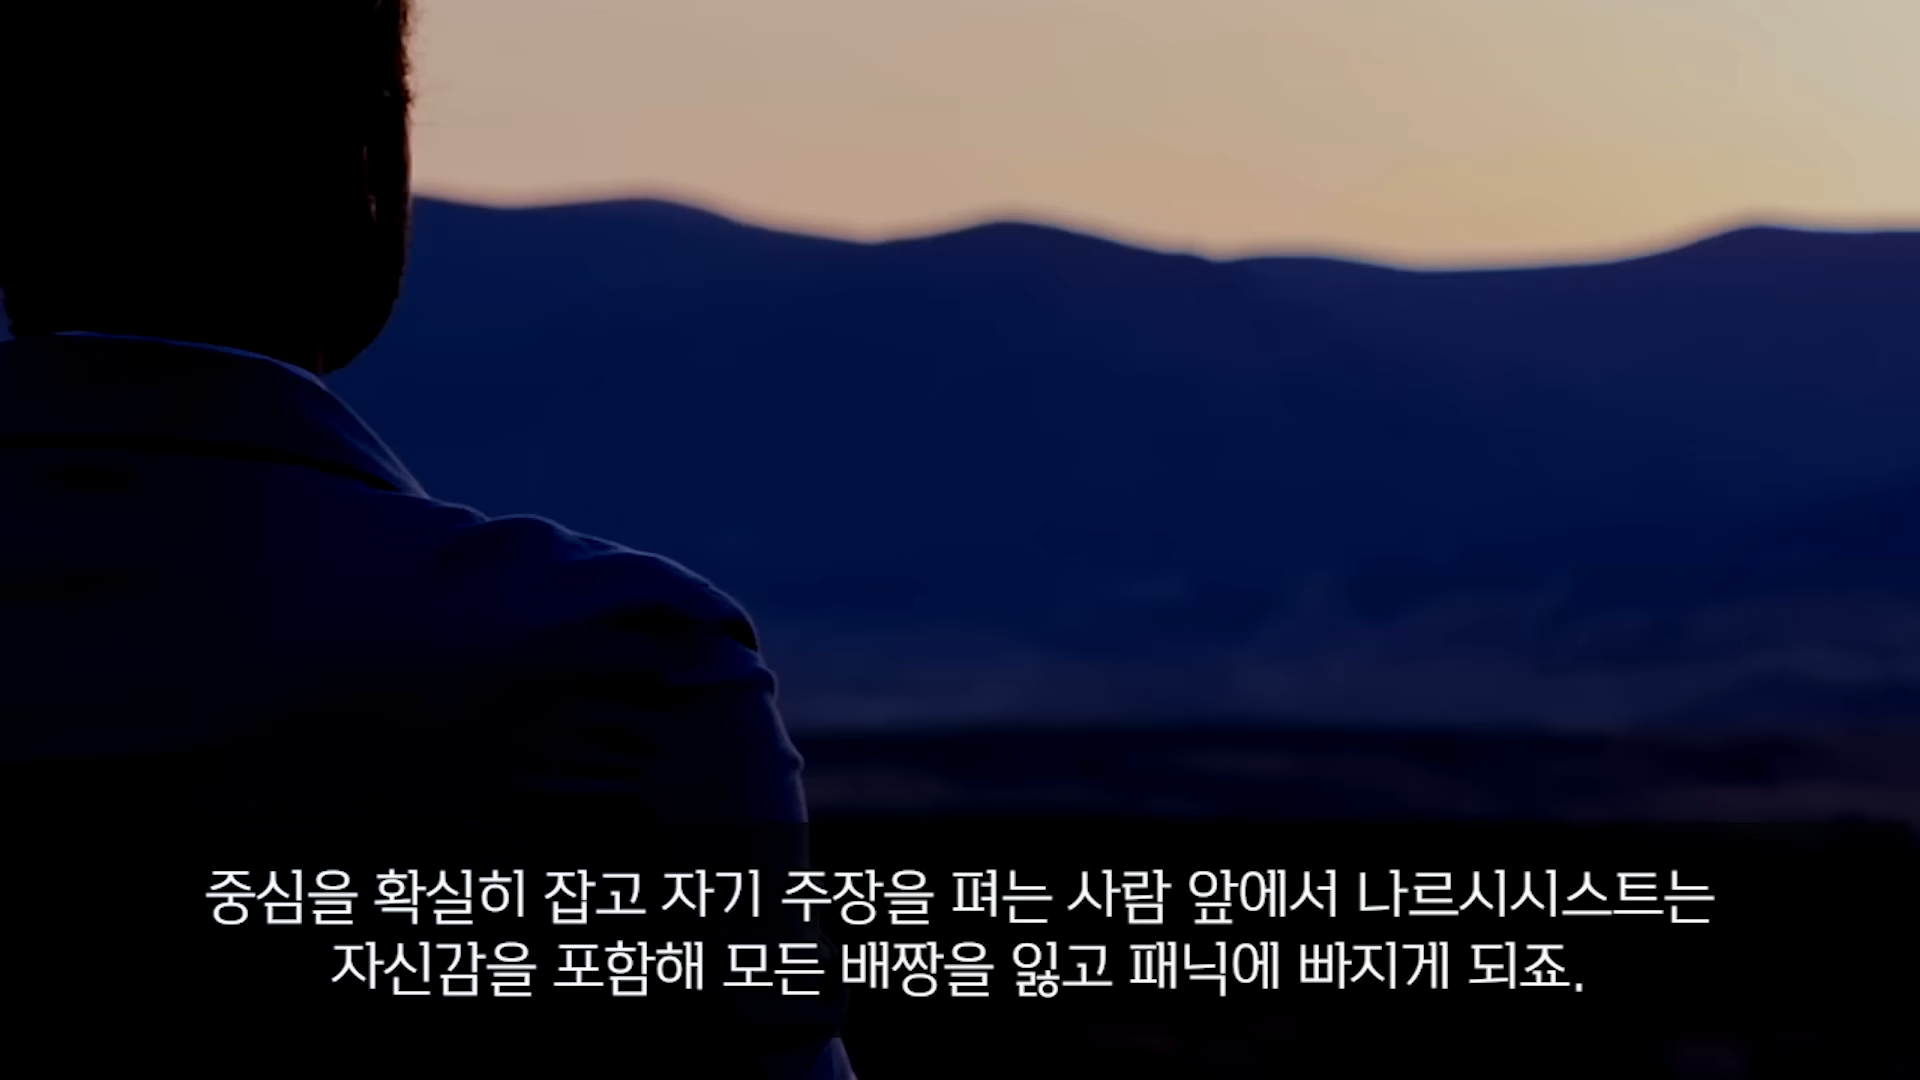 중심을 확실히 잡고 자기 주장을 펴는 사람 앞에서 나르시시스트는
자신감을 포함해 모든 배짱을 잃고 패닉에 빠지게 되죠.